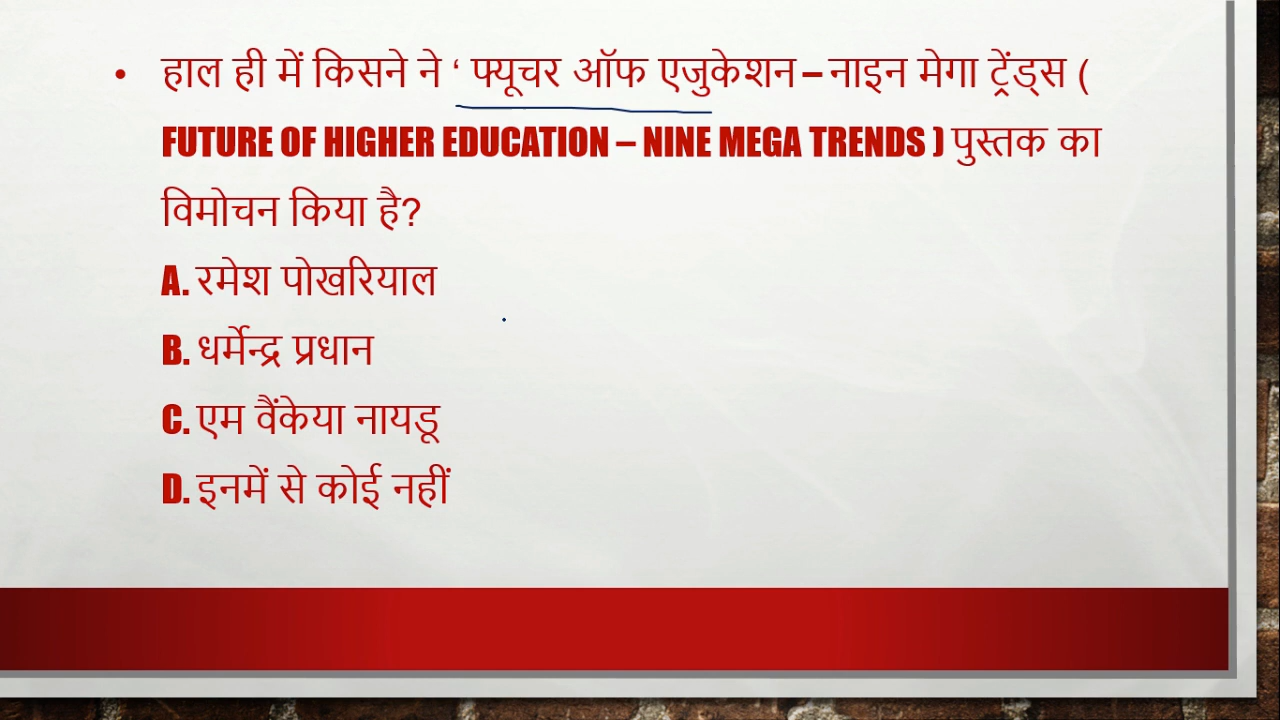 • हाल ही में किसने ने ‘ फ्यूचर ऑफ एजुकेशन – नाइन मेगा ट्रेंड्स (
FUTURE OF HIGHER EDUCATION – NINE MEGA TRENDS ) पुस्तक का
विमोचन किया है?
A. रमेश पोखरियाल
B. धर्मेन्द्र प्रधान
C. एम वैंकेया नायडू
D. इनमें से कोई नहीं